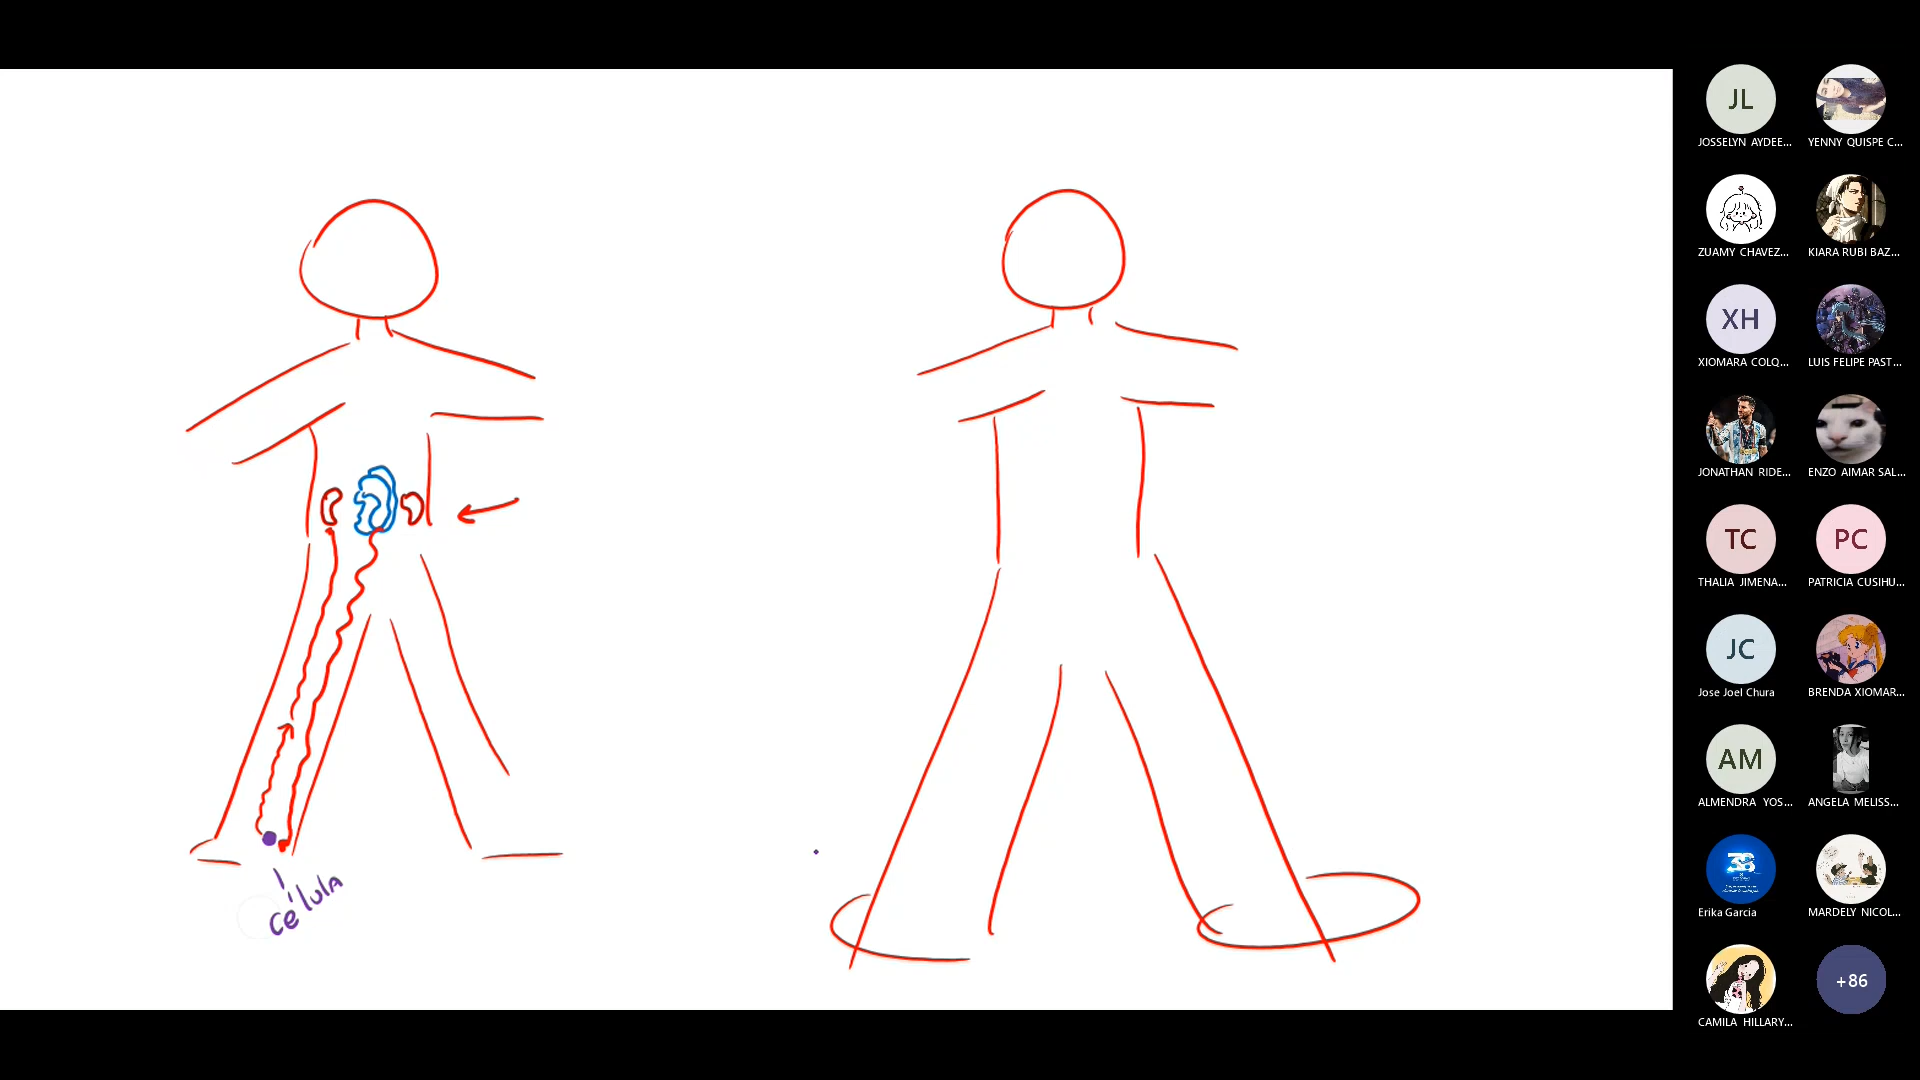 célula
JL
JOSSELYN AYDEE...
YENNY QUISPE C...
ZUAMY CHAVEZ...
KIARA RUBI BAZ...
XH
XIOMARA COLQ...
LUIS FELIPE PAST...
JONATHAN RIDE...
ENZO AIMAR SAL...
TC
THALIA JIMENA...
PC
PATRICIA CUSIHU...
JC
Jose Joel Chura
BRENDA XIOMAR...
AM
ALMENDRA YOS...
ANGELA MELISS...
Erika García
MARDELY NICOL...
CAMILA HILLARY...
+86